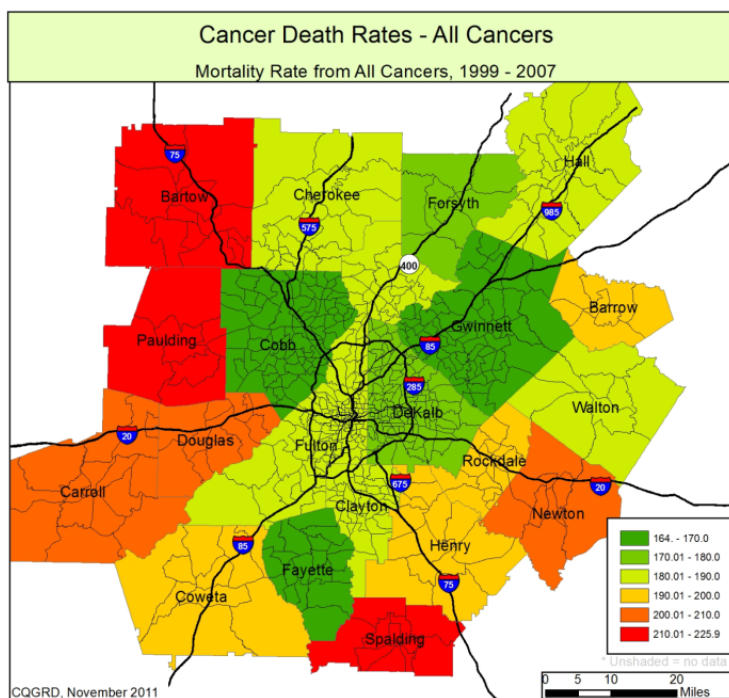 Cancer Death Rates - All Cancers
Mortality Rate from All Cancers, 1999 - 2007
Hall
75
Bartow
Cherokee
Forsyth
575
985
400
Barrow
Gwinnett
Paulding
Cobb
85
285
DeKalb
Walton
20
Douglas
Fulton
Rockdale
Carroll
675
20
Clayton
Newton
85
Henry
Fayette
75
Coweta
Spalding
164. - 170.0
170.01 - 180.0
180.01 - 190.0
190.01 - 200.0
200.01 - 210.0
210.01 - 225.9
* Unshaded = no data
0 5 10 20
Miles
CQGRD, November 2011